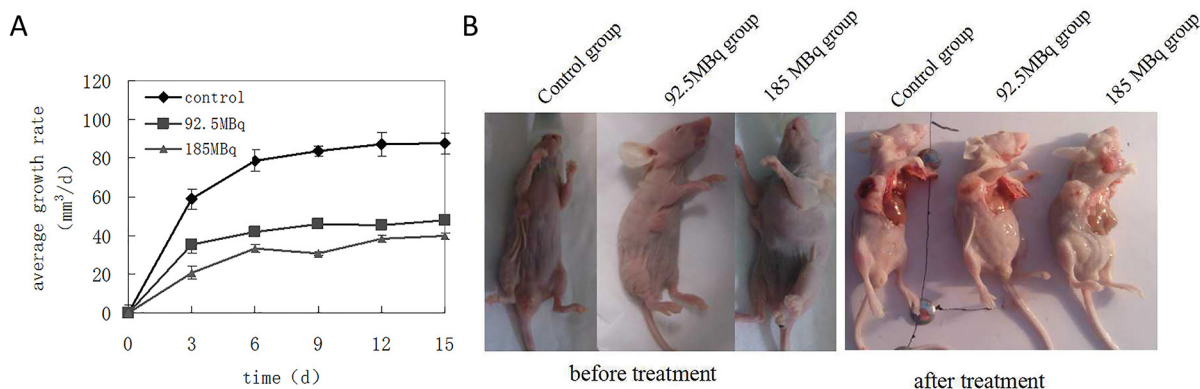 A
average growth rate
(mm³/d)
120
100
80
60
40
20
0
control
92.5MBq
185MBq
0 3 6 9 12 15
time (d)
B
Control group
92.5MBq group
185 MBq group
before treatment
Control group
92.5MBq group
185 MBq group
after treatment